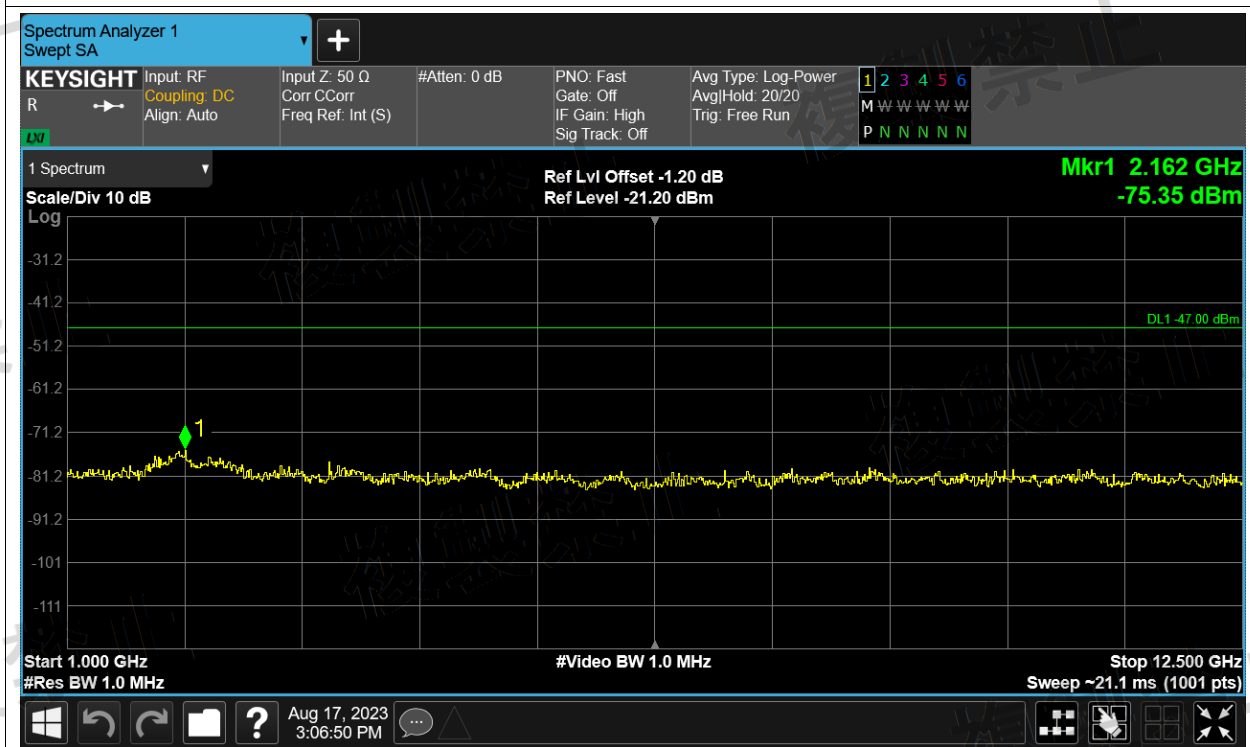 Spectrum Analyzer 1
Swept SA
KEYSIGHT
R
LXI
Input: RF
Coupling: DC
Align: Auto
Input Z: 50 Ω
Corr CCorr
Freq Ref: Int (S)
#Atten: 0 dB
PNO: Fast
Gate: Off
IF Gain: High
Sig Track: Off
Avg Type: Log-Power
Avg|Hold: 20/20
Trig: Free Run
1 2 3 4 5 6
M W W W W W W
P N N N N N N
1 Spectrum
Scale/Div 10 dB
Log
Ref Lvl Offset -1.20 dB
Ref Level -21.20 dBm
Mkr1 2.162 GHz
-75.35 dBm
-31.2
-41.2
DL1 -47.00 dBm
-51.2
-61.2
-71.2
1
-81.2
-91.2
-101
-111
Start 1.000 GHz
#Res BW 1.0 MHz
#Video BW 1.0 MHz
Stop 12.500 GHz
Sweep ~21.1 ms (1001 pts)
?
Aug 17, 2023
3:06:50 PM
複製禁止